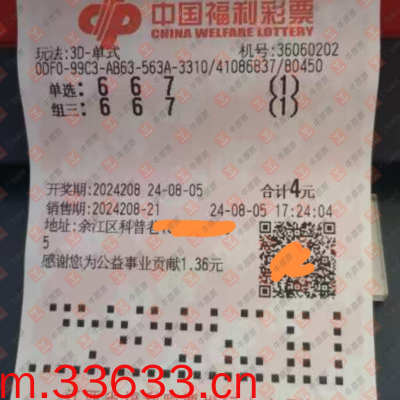 中国福利彩票
CHINA WELFARE LOTTERY
玩法:3D-单式 机号:36060202
0DF0-99C3-AB63-563A-3310/41086837/80450
单选: 6 6 7 (1)
组三: 6 6 7 (1)
开奖期:2024208 24-08-05 合计4元
销售期:2024208-21 24-08-05 17:24:04
地址:余江区科普
5
感谢您为公益事业贡献1.36元
m.33633.cn